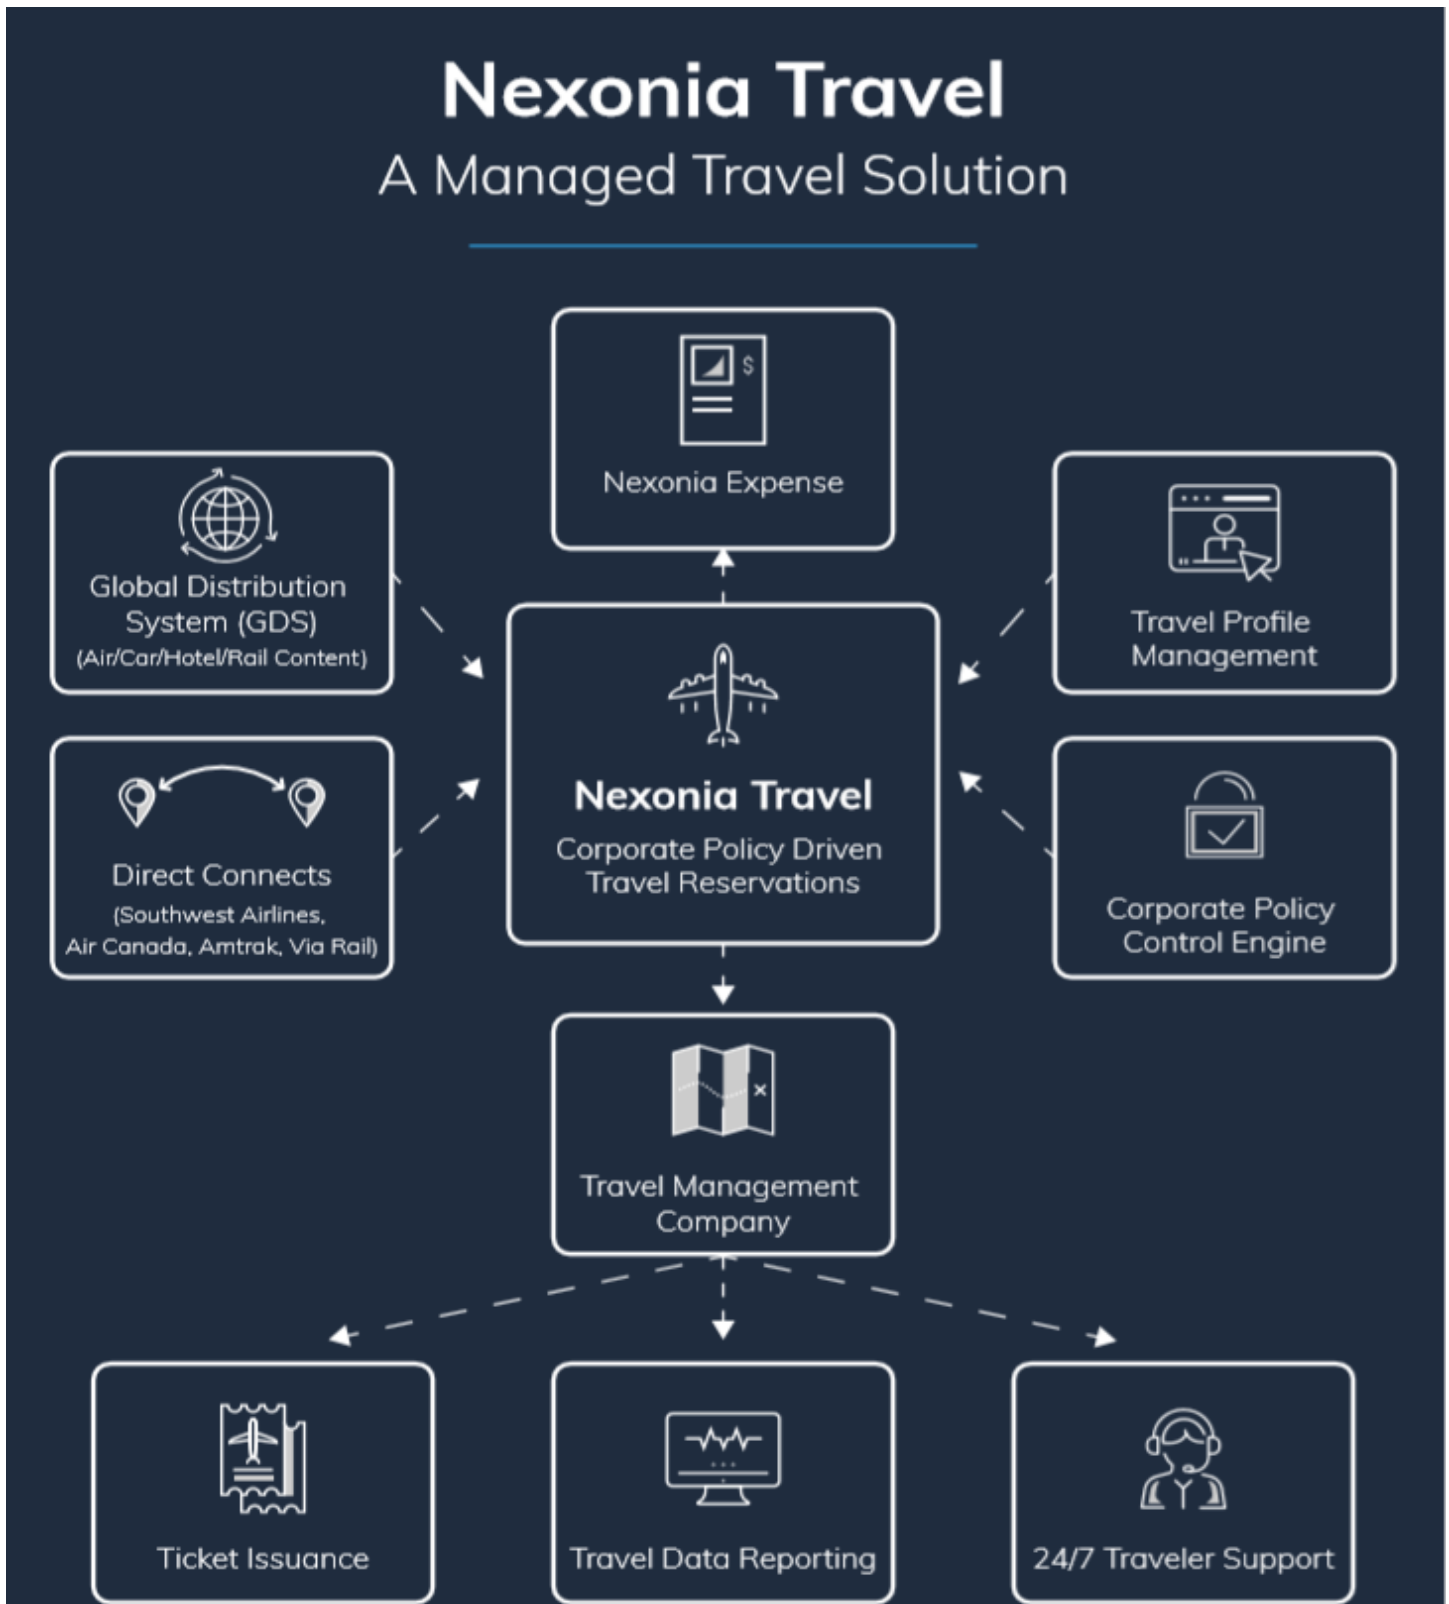 Nexonia Travel
A Managed Travel Solution
$
Nexonia Expense
Global Distribution
System (GDS)
(Air/Car/Hotel/Rail Content)
Travel Profile
Management
Direct Connects
(Southwest Airlines,
Air Canada, Amtrak, Via Rail)
Nexonia Travel
Corporate Policy Driven
Travel Reservations
Corporate Policy
Control Engine
Travel Management
Company
Ticket Issuance
Travel Data Reporting
24/7 Traveler Support